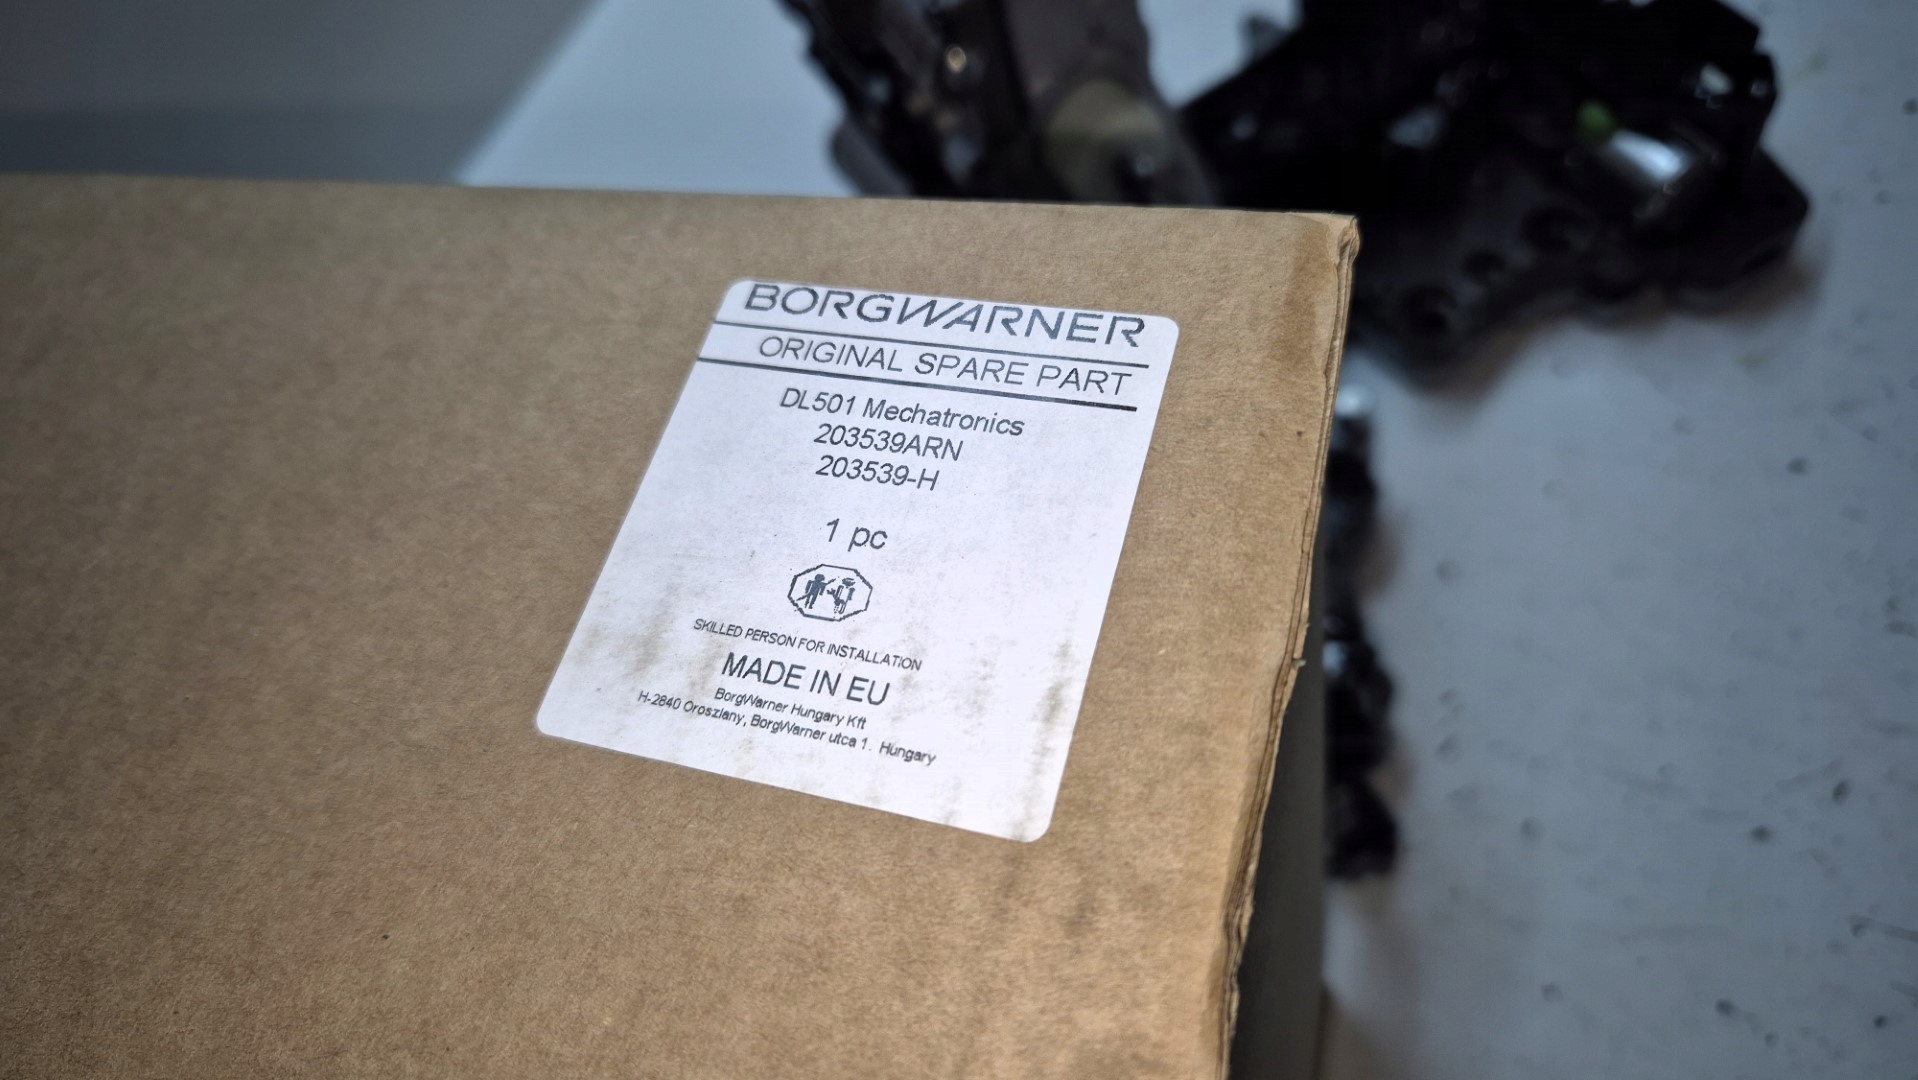 BORGWARNER
ORIGINAL SPARE PART
DL501 Mechatronics
203539ARN
203539-H
1 pc
SKILLED PERSON FOR INSTALLATION
MADE IN EU
BorgWarner Hungary Kft
H-2840 Oroszlany, BorgWarner utca 1. Hungary